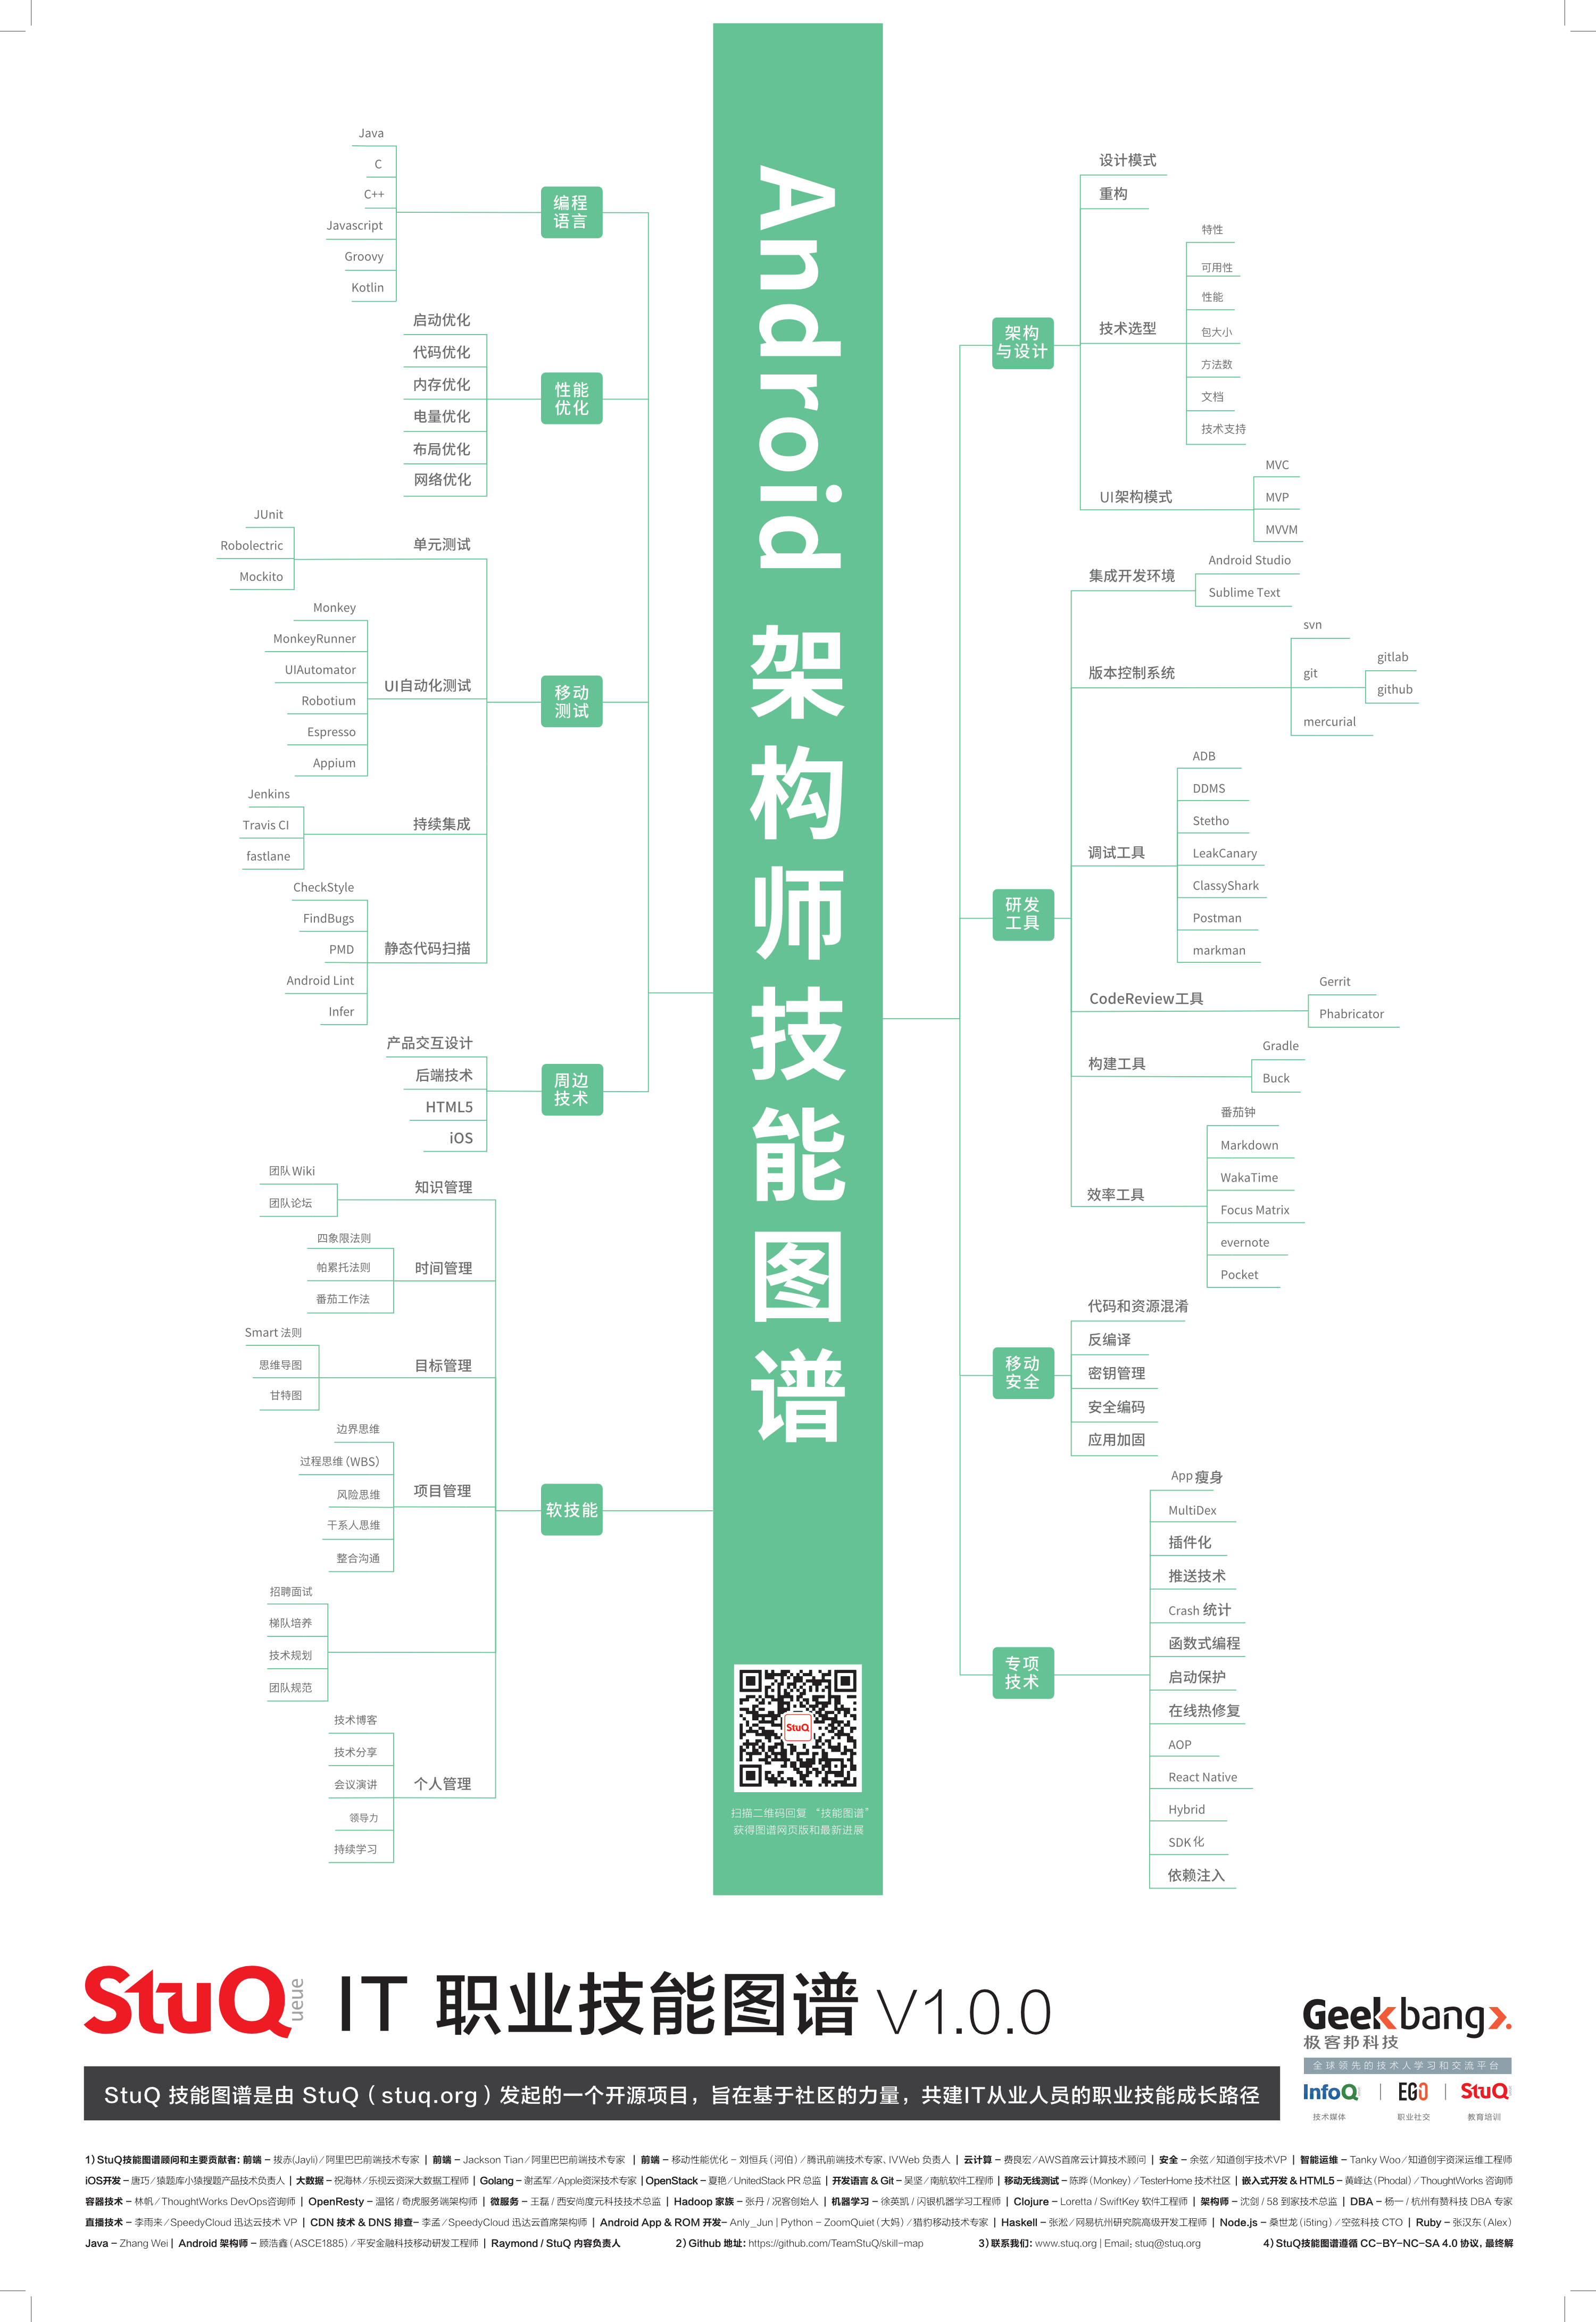 Android 架构师技能图谱
扫描二维码回复 “技能图谱”
获得图谱网页版和最新进展
StuQ
编程
语言
Java
C
C++
Javascript
Groovy
Kotlin
性能
优化
启动优化
代码优化
内存优化
电量优化
布局优化
网络优化
移动
测试
单元测试
JUnit
Robolectric
Mockito
UI自动化测试
Monkey
MonkeyRunner
UIAutomator
Robotium
Espresso
Appium
持续集成
Jenkins
Travis CI
fastlane
静态代码扫描
CheckStyle
FindBugs
PMD
Android Lint
Infer
周边
技术
产品交互设计
后端技术
HTML5
iOS
软技能
知识管理
团队 Wiki
团队论坛
时间管理
四象限法则
帕累托法则
番茄工作法
目标管理
Smart 法则
思维导图
甘特图
项目管理
边界思维
过程思维（WBS）
风险思维
干系人思维
整合沟通
招聘面试
梯队培养
技术规划
团队规范
个人管理
技术博客
技术分享
会议演讲
领导力
持续学习
架构
与设计
设计模式
重构
技术选型
特性
可用性
性能
包大小
方法数
文档
技术支持
UI架构模式
MVC
MVP
MVVM
研发
工具
集成开发环境
Android Studio
Sublime Text
版本控制系统
svn
git
gitlab
github
mercurial
调试工具
ADB
DDMS
Stetho
LeakCanary
ClassyShark
Postman
markman
CodeReview工具
Gerrit
Phabricator
构建工具
Gradle
Buck
效率工具
番茄钟
Markdown
WakaTime
Focus Matrix
evernote
Pocket
移动
安全
代码和资源混淆
反编译
密钥管理
安全编码
应用加固
专项
技术
App 瘦身
MultiDex
插件化
推送技术
Crash 统计
函数式编程
启动保护
在线热修复
AOP
React Native
Hybrid
SDK 化
依赖注入
StuQ ueue IT 职业技能图谱 V1.0.0
Geekbang>.
极客邦科技
全球领先的技术人学习和交流平台
InfoQ | EGO | StuQ
技术媒体 职业社交 教育培训
StuQ 技能图谱是由 StuQ（stuq.org）发起的一个开源项目，旨在基于社区的力量，共建IT从业人员的职业技能成长路径
1）StuQ技能图谱顾问和主要贡献者: 前端 – 拔赤(Jayli) / 阿里巴巴前端技术专家 | 前端 – Jackson Tian / 阿里巴巴前端技术专家 | 前端 – 移动性能优化 – 刘恒兵（河伯）/ 腾讯前端技术专家、IVWeb 负责人 | 云计算 – 费良宏 / AWS首席云计算技术顾问 | 安全 – 余弦 / 知道创宇技术VP | 智能运维 – Tanky Woo / 知道创宇资深运维工程师
iOS开发 – 唐巧 / 猿题库小猿搜题产品技术负责人 | 大数据 – 祝海林 / 乐视云资深大数据工程师 | Golang – 谢孟军 / Apple资深技术专家 | OpenStack – 夏艳 / UnitedStack PR 总监 | 开发语言 & Git – 吴坚 / 南航软件工程师 | 移动无线测试 – 陈晔（Monkey）/ TesterHome 技术社区 | 嵌入式开发 & HTML5 – 黄峰达（Phodal）/ ThoughtWorks 咨询师
容器技术 – 林帆 / ThoughtWorks DevOps咨询师 | OpenResty – 温铭 / 奇虎服务端架构师 | 微服务 – 王磊 / 西安尚度元科技技术总监 | Hadoop 家族 – 张丹 / 况客创始人 | 机器学习 – 徐英凯 / 闪银机器学习工程师 | Clojure – Loretta / SwiftKey 软件工程师 | 架构师 – 沈剑 / 58 到家技术总监 | DBA – 杨一 / 杭州有赞科技 DBA 专家
直播技术 – 李雨来 / SpeedyCloud 迅达云技术 VP | CDN 技术 & DNS 排查– 李孟 / SpeedyCloud 迅达云首席架构师 | Android App & ROM 开发– Anly_Jun | Python – ZoomQuiet（大妈）/ 猎豹移动技术专家 | Haskell – 张淞 / 网易杭州研究院高级开发工程师 | Node.js – 桑世龙（i5ting）/ 空弦科技 CTO | Ruby – 张汉东（Alex）
Java – Zhang Wei | Android 架构师 – 顾浩鑫（ASCE1885）/ 平安金融科技移动研发工程师 | Raymond / StuQ 内容负责人 2）Github 地址: https://github.com/TeamStuQ/skill-map 3）联系我们: www.stuq.org | Email: stuq@stuq.org 4）StuQ技能图谱遵循 CC-BY-NC-SA 4.0 协议, 最终解